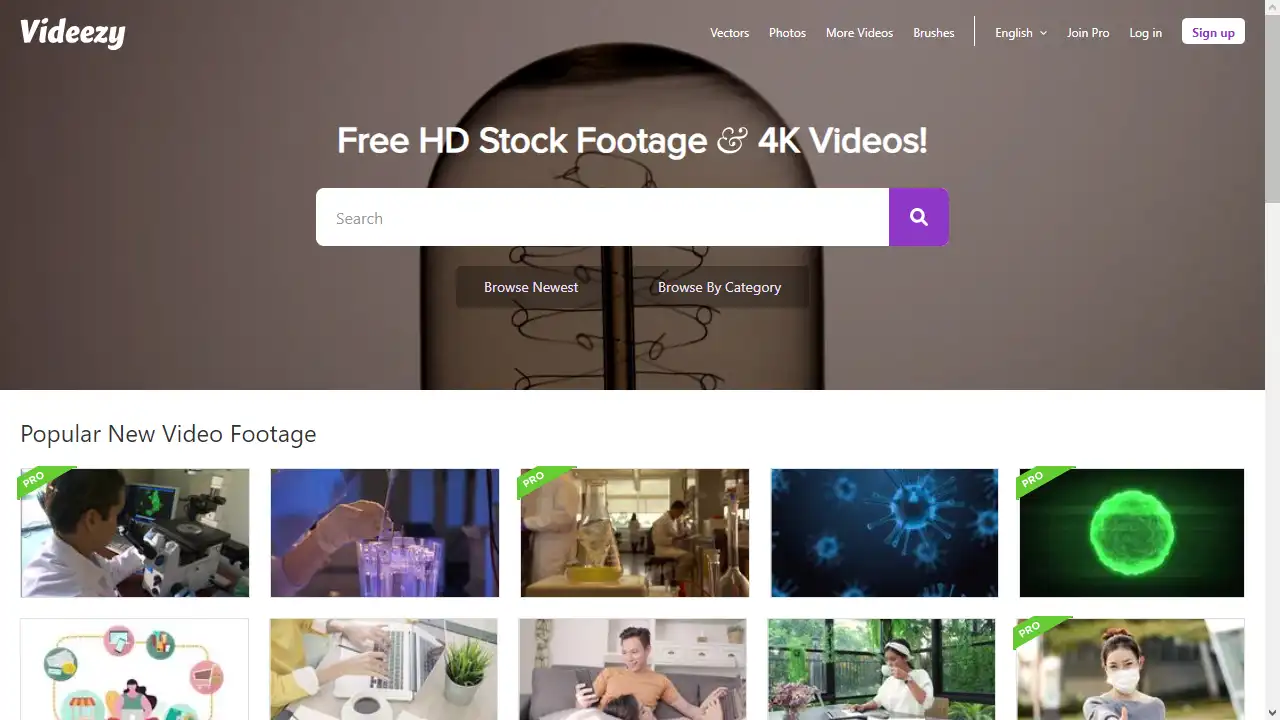 Videezy
Vectors Photos More Videos Brushes English Join Pro Log in Sign up
Free HD Stock Footage & 4K Videos!
Search
Browse Newest Browse By Category
Popular New Video Footage
PRO PRO PRO
PRO